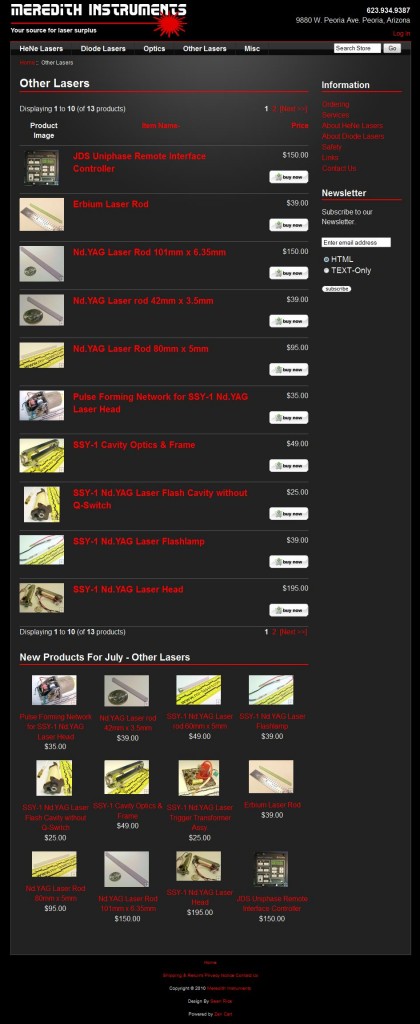 MEREDITH INSTRUMENTS
Your source for laser surplus
623.934.9387
9880 W. Peoria Ave. Peoria, Arizona
Log In
HeNe Lasers Diode Lasers Optics Other Lasers Misc
Search Store Go
Home :: Other Lasers
Other Lasers
Displaying 1 to 10 (of 13 products)
1 2 [Next >>]
Product Image
Item Name
Price
JDS Uniphase Remote Interface
Controller
$150.00
buy now
Erbium Laser Rod
$39.00
buy now
Nd.YAG Laser Rod 101mm x 6.35mm
$150.00
buy now
Nd.YAG Laser rod 42mm x 3.5mm
$39.00
buy now
Nd.YAG Laser Rod 80mm x 5mm
$95.00
buy now
Pulse Forming Network for SSY-1 Nd.YAG
Laser Head
$35.00
buy now
SSY-1 Cavity Optics & Frame
$49.00
buy now
SSY-1 Nd.YAG Laser Flash Cavity without
Q-Switch
$25.00
buy now
SSY-1 Nd.YAG Laser Flashlamp
$39.00
buy now
SSY-1 Nd.YAG Laser Head
$195.00
buy now
Displaying 1 to 10 (of 13 products)
1 2 [Next >>]
Information
Ordering
Services
About HeNe Lasers
About Diode Lasers
Safety
Links
Contact Us
Newsletter
Subscribe to our
Newsletter.
Enter email address
HTML
TEXT-Only
subscribe
New Products For July - Other Lasers
Pulse Forming Network
for SSY-1 Nd.YAG
Laser Head
$35.00
Nd.YAG Laser rod
42mm x 3.5mm
$39.00
SSY-1 Nd.YAG Laser
rod 60mm x 5mm
$49.00
SSY-1 Nd.YAG Laser
Flashlamp
$39.00
SSY-1 Nd.YAG Laser
Flash Cavity without
Q-Switch
$25.00
SSY-1 Cavity Optics &
Frame
$49.00
SSY-1 Nd.YAG Laser
Trigger Transformer
Assy
$25.00
Erbium Laser Rod
$39.00
Nd.YAG Laser Rod
80mm x 5mm
$95.00
Nd.YAG Laser Rod
101mm x 6.35mm
$150.00
SSY-1 Nd.YAG Laser
Head
$195.00
JDS Uniphase Remote
Interface Controller
$150.00
Home
Shipping & Returns Privacy Notice Contact Us
Copyright © 2010 Meredith Instruments
Design By
Powered by Zen Cart